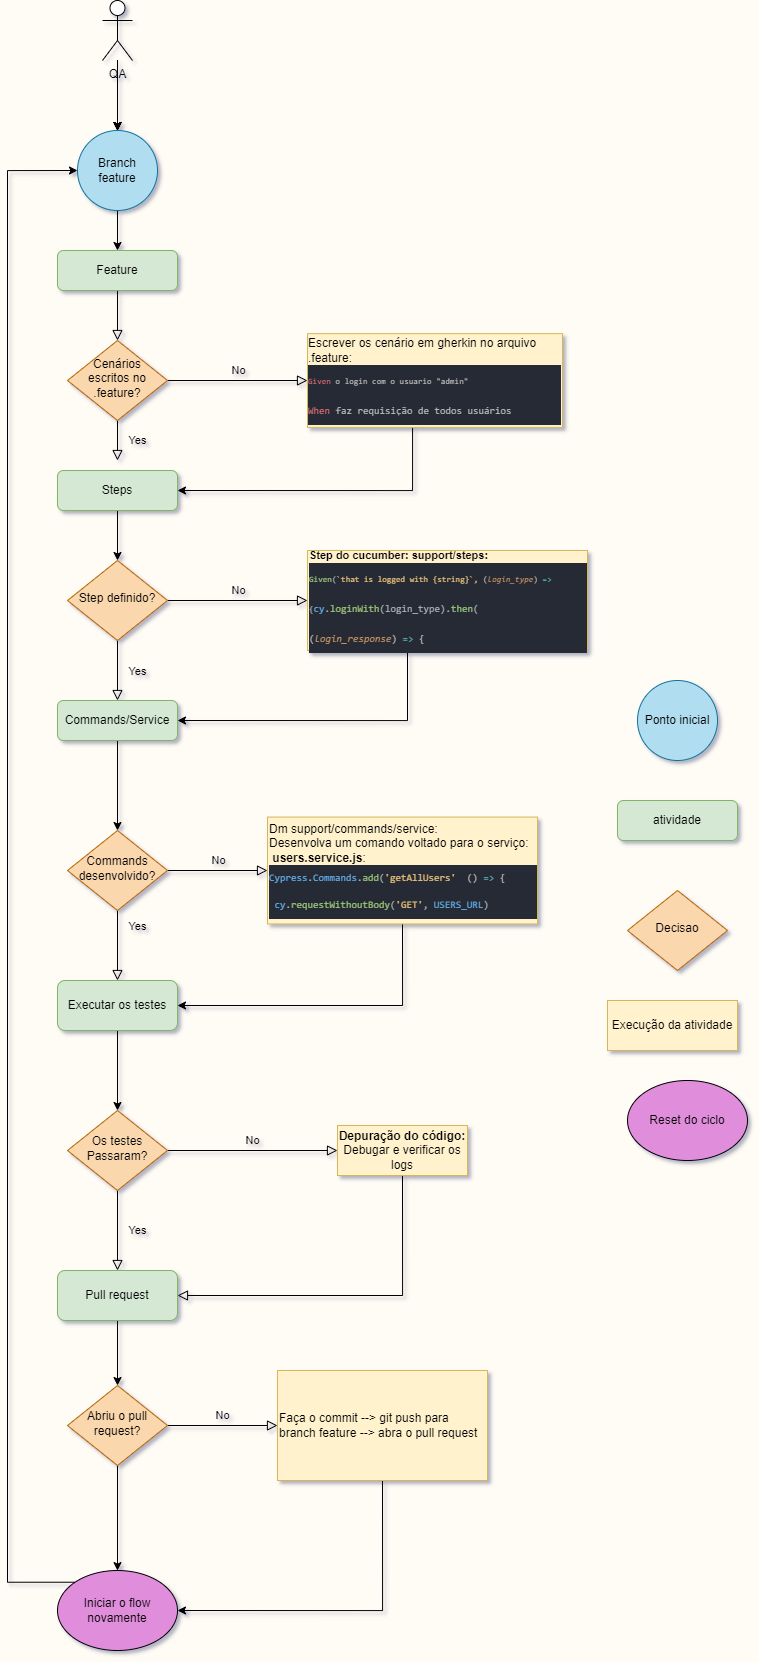 QA
Branch
feature
Feature
Cenários
escritos no
.feature?
No
Escrever os cenário em gherkin no arquivo
.feature:
Given o login com o usuario "admin"
When faz requisição de todos usuários
Yes
Steps
Step definido?
No
Step do cucumber: support/steps:
Given(`that is logged with {string}`, (login_type) =>
{cy.loginWith(login_type).then(
(login_response) => {
Yes
Commands/Service
Commands
desenvolvido?
No
Dm support/commands/service:
Desenvolva um comando voltado para o serviço:
users.service.js:
Cypress.Commands.add('getAllUsers' () => {
cy.requestWithoutBody('GET', USERS_URL)
Yes
Executar os testes
Os testes
Passaram?
No
Depuração do código:
Debugar e verificar os
logs
Yes
Pull request
Abriu o pull
request?
No
Faça o commit --> git push para
branch feature --> abra o pull request
Iniciar o flow
novamente
Ponto inicial
atividade
Decisao
Execução da atividade
Reset do ciclo